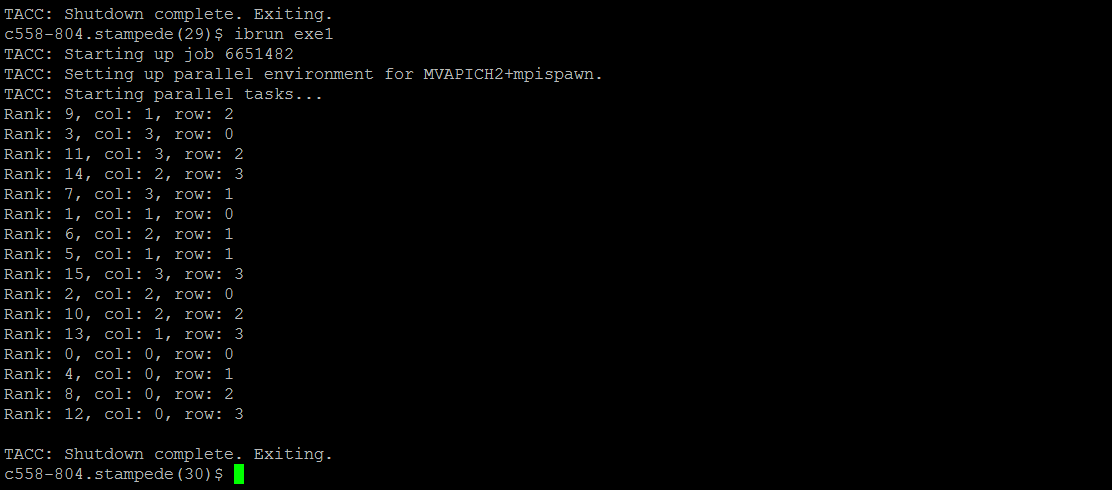 TACC: Shutdown complete. Exiting.
c558-804.stampede(29)$ ibrun exe1
TACC: Starting up job 6651482
TACC: Setting up parallel environment for MVAPICH2+mpispawn.
TACC: Starting parallel tasks...
Rank: 9, col: 1, row: 2
Rank: 3, col: 3, row: 0
Rank: 11, col: 3, row: 2
Rank: 14, col: 2, row: 3
Rank: 7, col: 3, row: 1
Rank: 1, col: 1, row: 0
Rank: 6, col: 2, row: 1
Rank: 5, col: 1, row: 1
Rank: 15, col: 3, row: 3
Rank: 2, col: 2, row: 0
Rank: 10, col: 2, row: 2
Rank: 13, col: 1, row: 3
Rank: 0, col: 0, row: 0
Rank: 4, col: 0, row: 1
Rank: 8, col: 0, row: 2
Rank: 12, col: 0, row: 3
TACC: Shutdown complete. Exiting.
c558-804.stampede(30)$